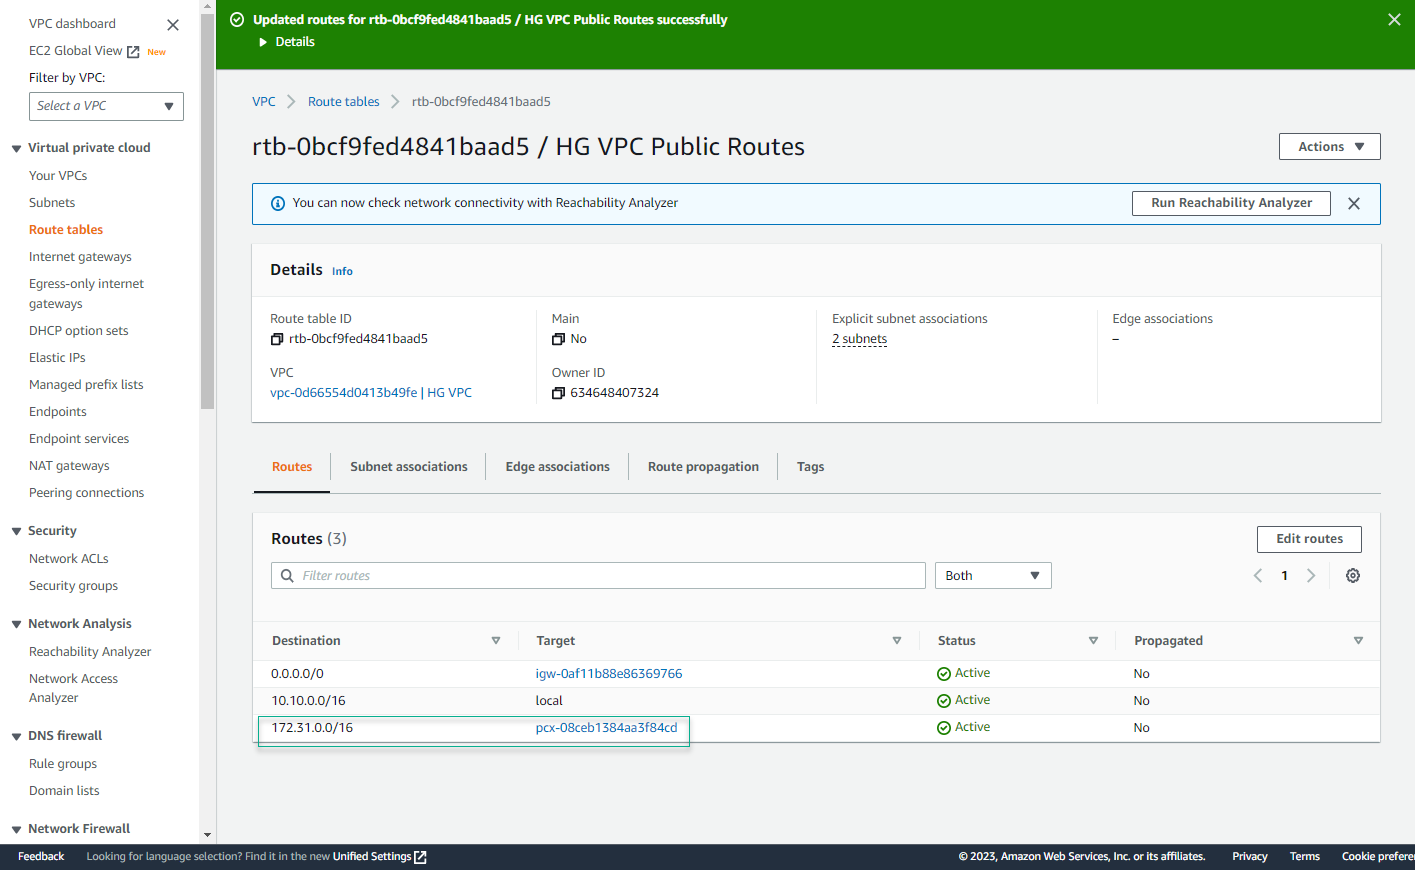 VPC dashboard
EC2 Global View New
Filter by VPC:
Select a VPC
Virtual private cloud
Your VPCs
Subnets
Route tables
Internet gateways
Egress-only internet
gateways
DHCP option sets
Elastic IPs
Managed prefix lists
Endpoints
Endpoint services
NAT gateways
Peering connections
Security
Network ACLs
Security groups
Network Analysis
Reachability Analyzer
Network Access
Analyzer
DNS firewall
Rule groups
Domain lists
Network Firewall
Updated routes for rtb-0bcf9fed4841baad5 / HG VPC Public Routes successfully
Details
VPC Route tables rtb-0bcf9fed4841baad5
rtb-0bcf9fed4841baad5 / HG VPC Public Routes
Actions
You can now check network connectivity with Reachability Analyzer
Run Reachability Analyzer
Details Info
Route table ID
rtb-0bcf9fed4841baad5
Main
No
Explicit subnet associations
2 subnets
Edge associations
–
VPC
vpc-0d66554d0413b49fe | HG VPC
Owner ID
634648407324
Routes Subnet associations Edge associations Route propagation Tags
Routes (3)
Edit routes
Filter routes
Both
1
Destination Target Status Propagated
0.0.0.0/0 igw-0af11b88e86369766 Active No
10.10.0.0/16 local Active No
172.31.0.0/16 pcx-08ceb1384aa3f84cd Active No
Feedback Looking for language selection? Find it in the new Unified Settings © 2023, Amazon Web Services, Inc. or its affiliates. Privacy Terms Cookie prefere